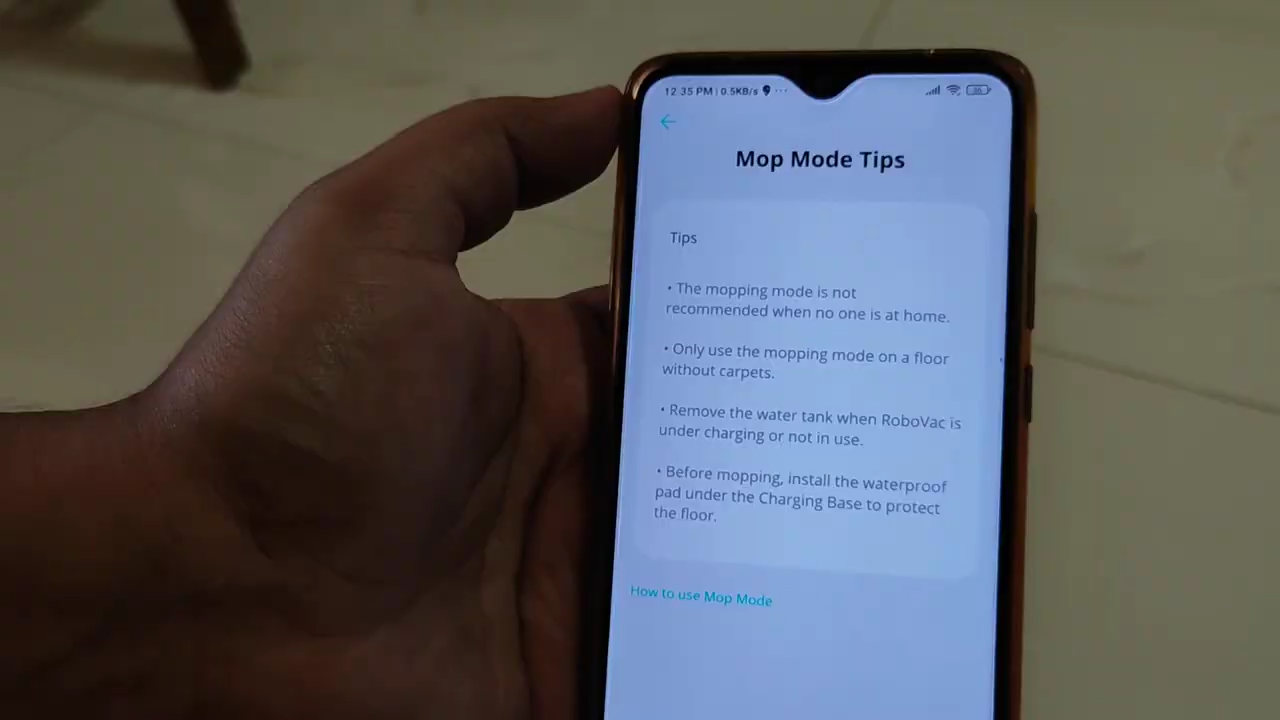 12:35 PM | 0.5KB/s ...
Mop Mode Tips
Tips
• The mopping mode is not
recommended when no one is at home.
• Only use the mopping mode on a floor
without carpets.
• Remove the water tank when RoboVac is
under charging or not in use.
• Before mopping, install the waterproof
pad under the Charging Base to protect
the floor.
How to use Mop Mode